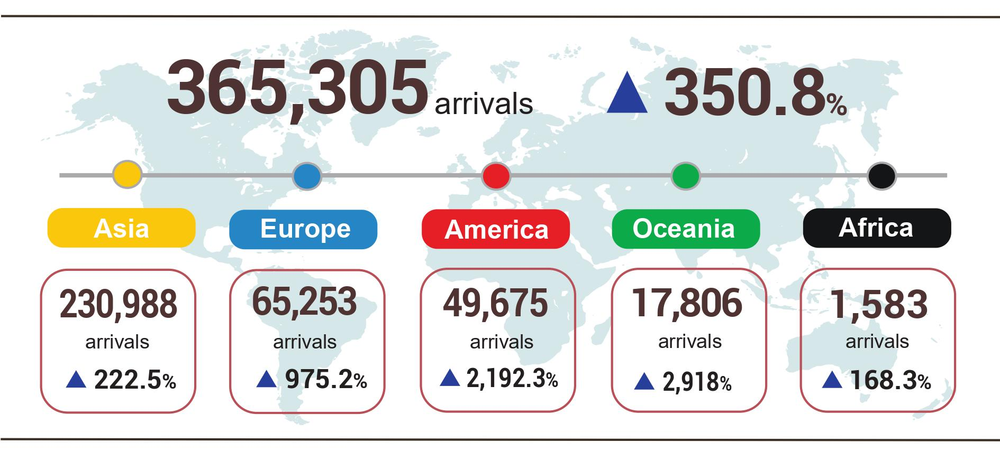 365,305 arrivals ▲ 350.8%
Asia Europe America Oceania Africa
230,988 65,253 49,675 17,806 1,583
arrivals arrivals arrivals arrivals arrivals
▲ 222.5% ▲ 975.2% ▲ 2,192.3% ▲ 2,918% ▲ 168.3%